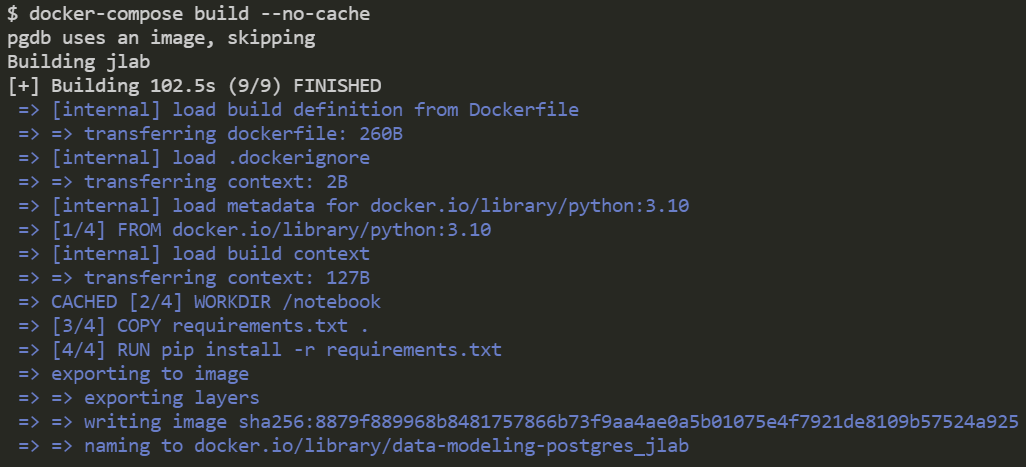 $ docker-compose build --no-cache
pgdb uses an image, skipping
Building jlab
[+] Building 102.5s (9/9) FINISHED
=> [internal] load build definition from Dockerfile
=> => transferring dockerfile: 260B
=> [internal] load .dockerignore
=> => transferring context: 2B
=> [internal] load metadata for docker.io/library/python:3.10
=> [1/4] FROM docker.io/library/python:3.10
=> [internal] load build context
=> => transferring context: 127B
=> CACHED [2/4] WORKDIR /notebook
=> [3/4] COPY requirements.txt .
=> [4/4] RUN pip install -r requirements.txt
=> exporting to image
=> => exporting layers
=> => writing image sha256:8879f889968b8481757866b73f9aa4ae0a5b01075e4f7921de8109b57524a925
=> => naming to docker.io/library/data-modeling-postgres_jlab